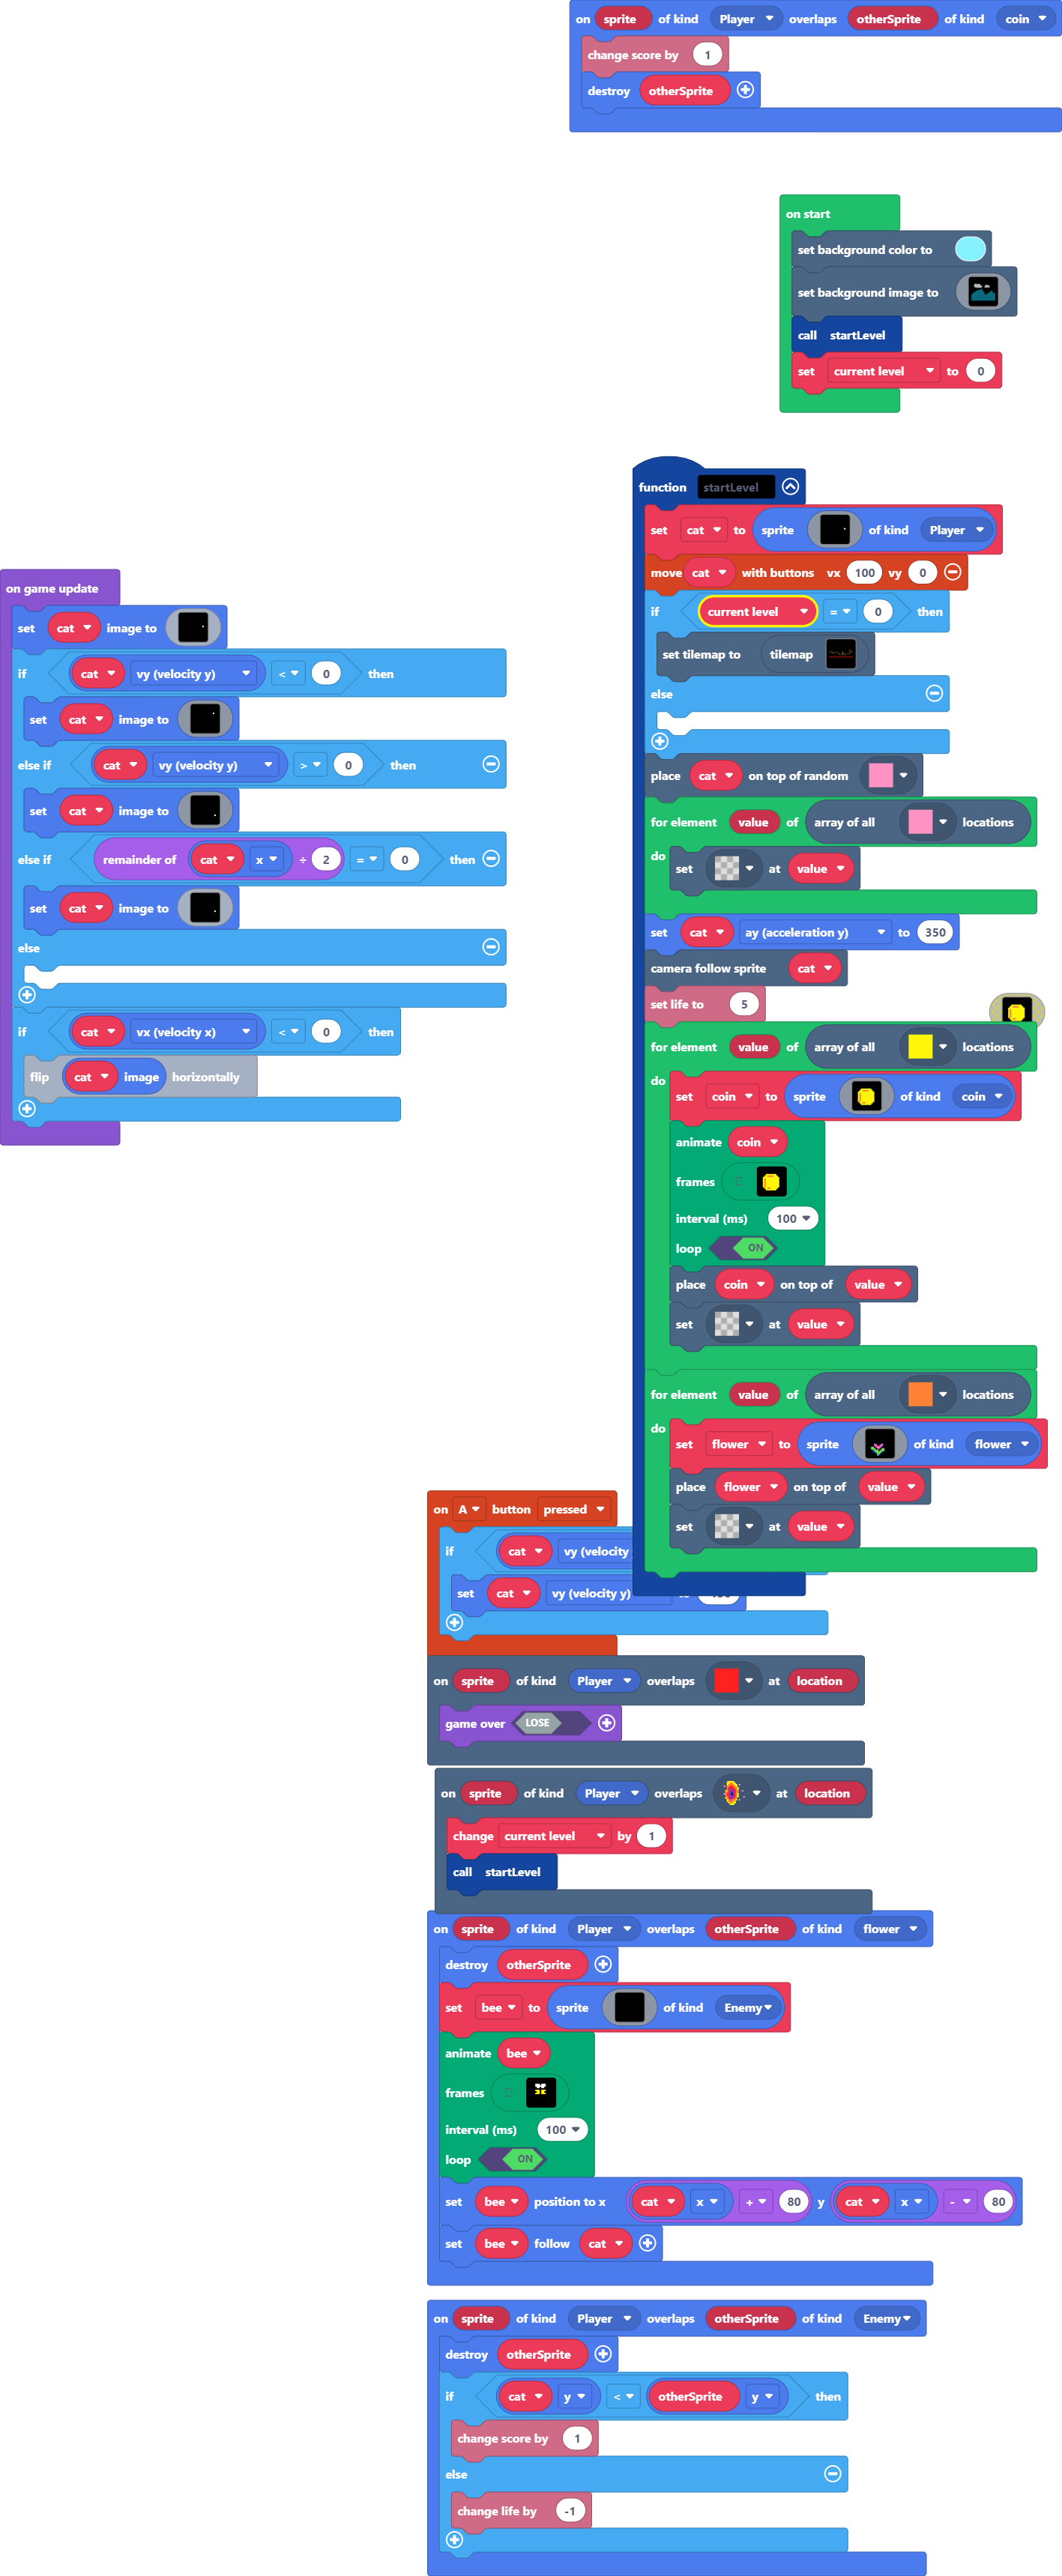 on sprite of kind Player overlaps otherSprite of kind coin
change score by 1
destroy otherSprite
on start
set background color to
set background image to
call startLevel
set current level to 0
function startLevel
set cat to sprite of kind Player
move cat with buttons vx 100 vy 0
if current level = 0 then
set tilemap to tilemap
else
place cat on top of random
for element value of array of all locations
do
set at value
set cat ay (acceleration y) to 350
camera follow sprite cat
set life to 5
for element value of array of all locations
do
set coin to sprite of kind coin
animate coin
frames
interval (ms) 100
loop ON
place coin on top of value
set at value
for element value of array of all locations
do
set flower to sprite of kind flower
place flower on top of value
set at value
on game update
set cat image to
if cat vy (velocity y) < 0 then
set cat image to
else if cat vy (velocity y) > 0 then
set cat image to
else if remainder of cat x ÷ 2 = 0 then
set cat image to
else
if cat vx (velocity x) < 0 then
flip cat image horizontally
on A button pressed
if cat vy (velocity
set cat vy (velocity y)
on sprite of kind Player overlaps at location
game over LOSE
on sprite of kind Player overlaps at location
change current level by 1
call startLevel
on sprite of kind Player overlaps otherSprite of kind flower
destroy otherSprite
set bee to sprite of kind Enemy
animate bee
frames
interval (ms) 100
loop ON
set bee position to x cat x + 80 y cat x - 80
set bee follow cat
on sprite of kind Player overlaps otherSprite of kind Enemy
destroy otherSprite
if cat y < otherSprite y then
change score by 1
else
change life by -1